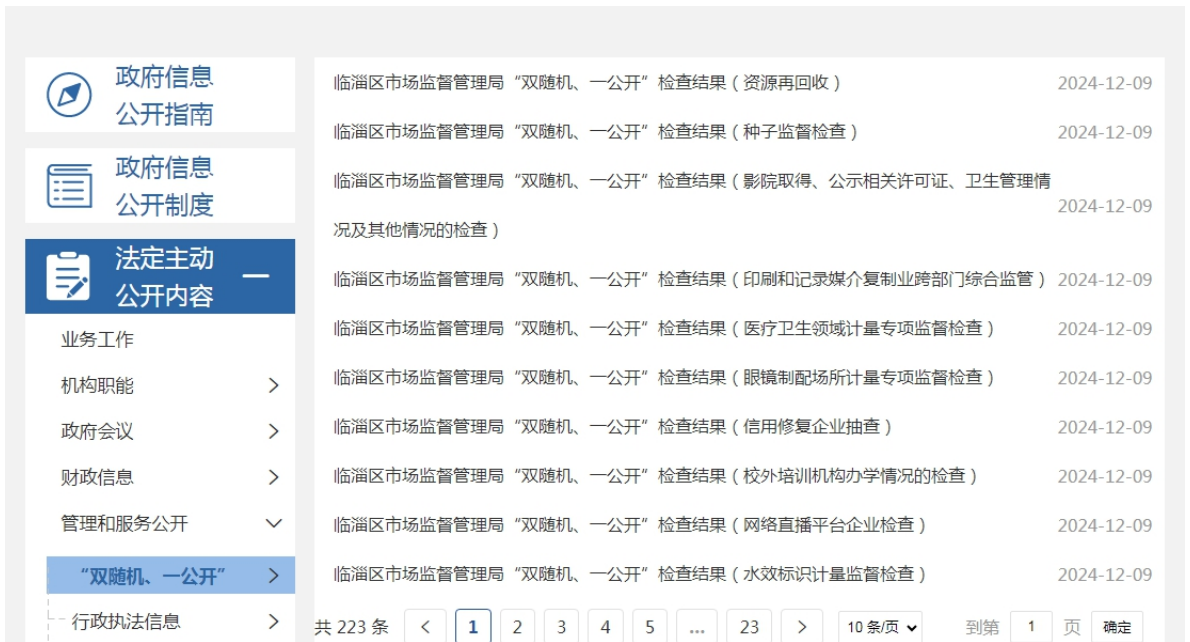 政府信息
公开指南
政府信息
公开制度
法定主动
公开内容
业务工作
机构职能
政府会议
财政信息
管理和服务公开
“双随机、一公开”
行政执法信息
临淄区市场监督管理局“双随机、一公开”检查结果（资源再回收） 2024-12-09
临淄区市场监督管理局“双随机、一公开”检查结果（种子监督检查） 2024-12-09
临淄区市场监督管理局“双随机、一公开”检查结果（影院取得、公示相关许可证、卫生管理情
况及其他情况的检查） 2024-12-09
临淄区市场监督管理局“双随机、一公开”检查结果（印刷和记录媒介复制业跨部门综合监管） 2024-12-09
临淄区市场监督管理局“双随机、一公开”检查结果（医疗卫生领域计量专项监督检查） 2024-12-09
临淄区市场监督管理局“双随机、一公开”检查结果（眼镜制配场所计量专项监督检查） 2024-12-09
临淄区市场监督管理局“双随机、一公开”检查结果（信用修复企业抽查） 2024-12-09
临淄区市场监督管理局“双随机、一公开”检查结果（校外培训机构办学情况的检查） 2024-12-09
临淄区市场监督管理局“双随机、一公开”检查结果（网络直播平台企业检查） 2024-12-09
临淄区市场监督管理局“双随机、一公开”检查结果（水效标识计量监督检查） 2024-12-09
共 223 条 < 1 2 3 4 5 ... 23 > 10 条/页 到第 1 页 确定